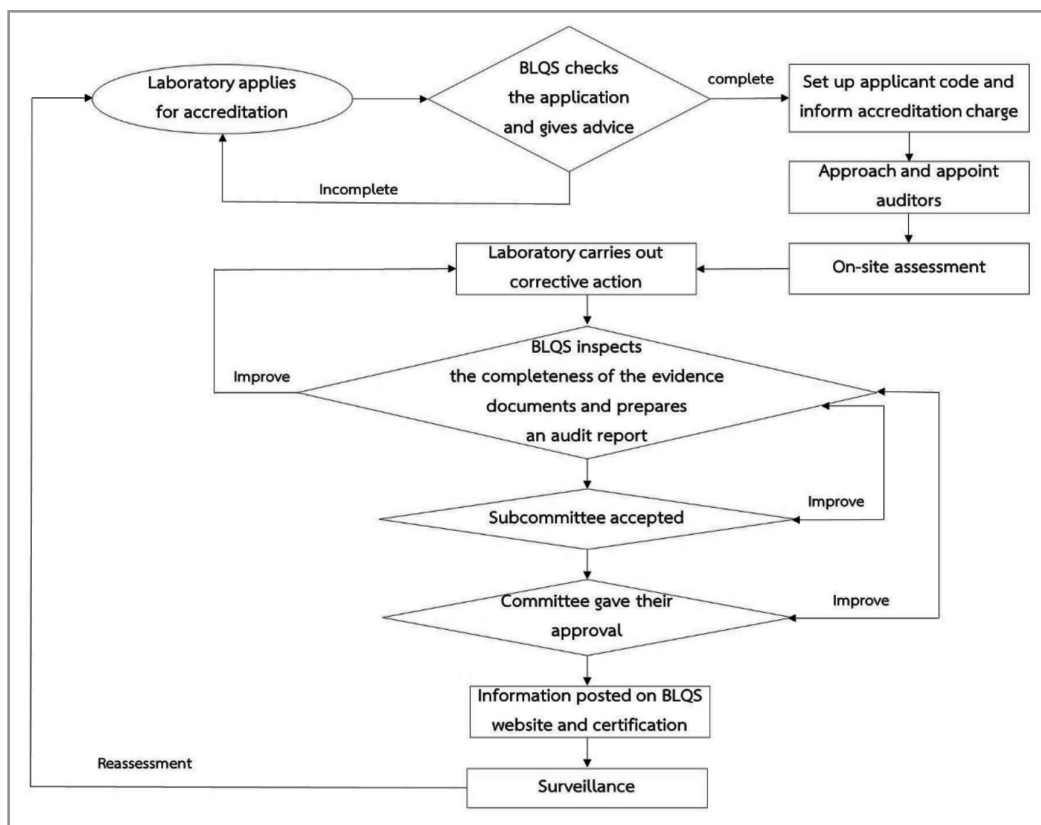 Laboratory applies
for accreditation
BLQS checks
the application
and gives advice
complete
Set up applicant code and
inform accreditation charge
Incomplete
Approach and appoint
auditors
Laboratory carries out
corrective action
On-site assessment
Improve
BLQS inspects
the completeness of the evidence
documents and prepares
an audit report
Subcommittee accepted
Improve
Committee gave their
approval
Improve
Information posted on BLQS
website and certification
Reassessment
Surveillance